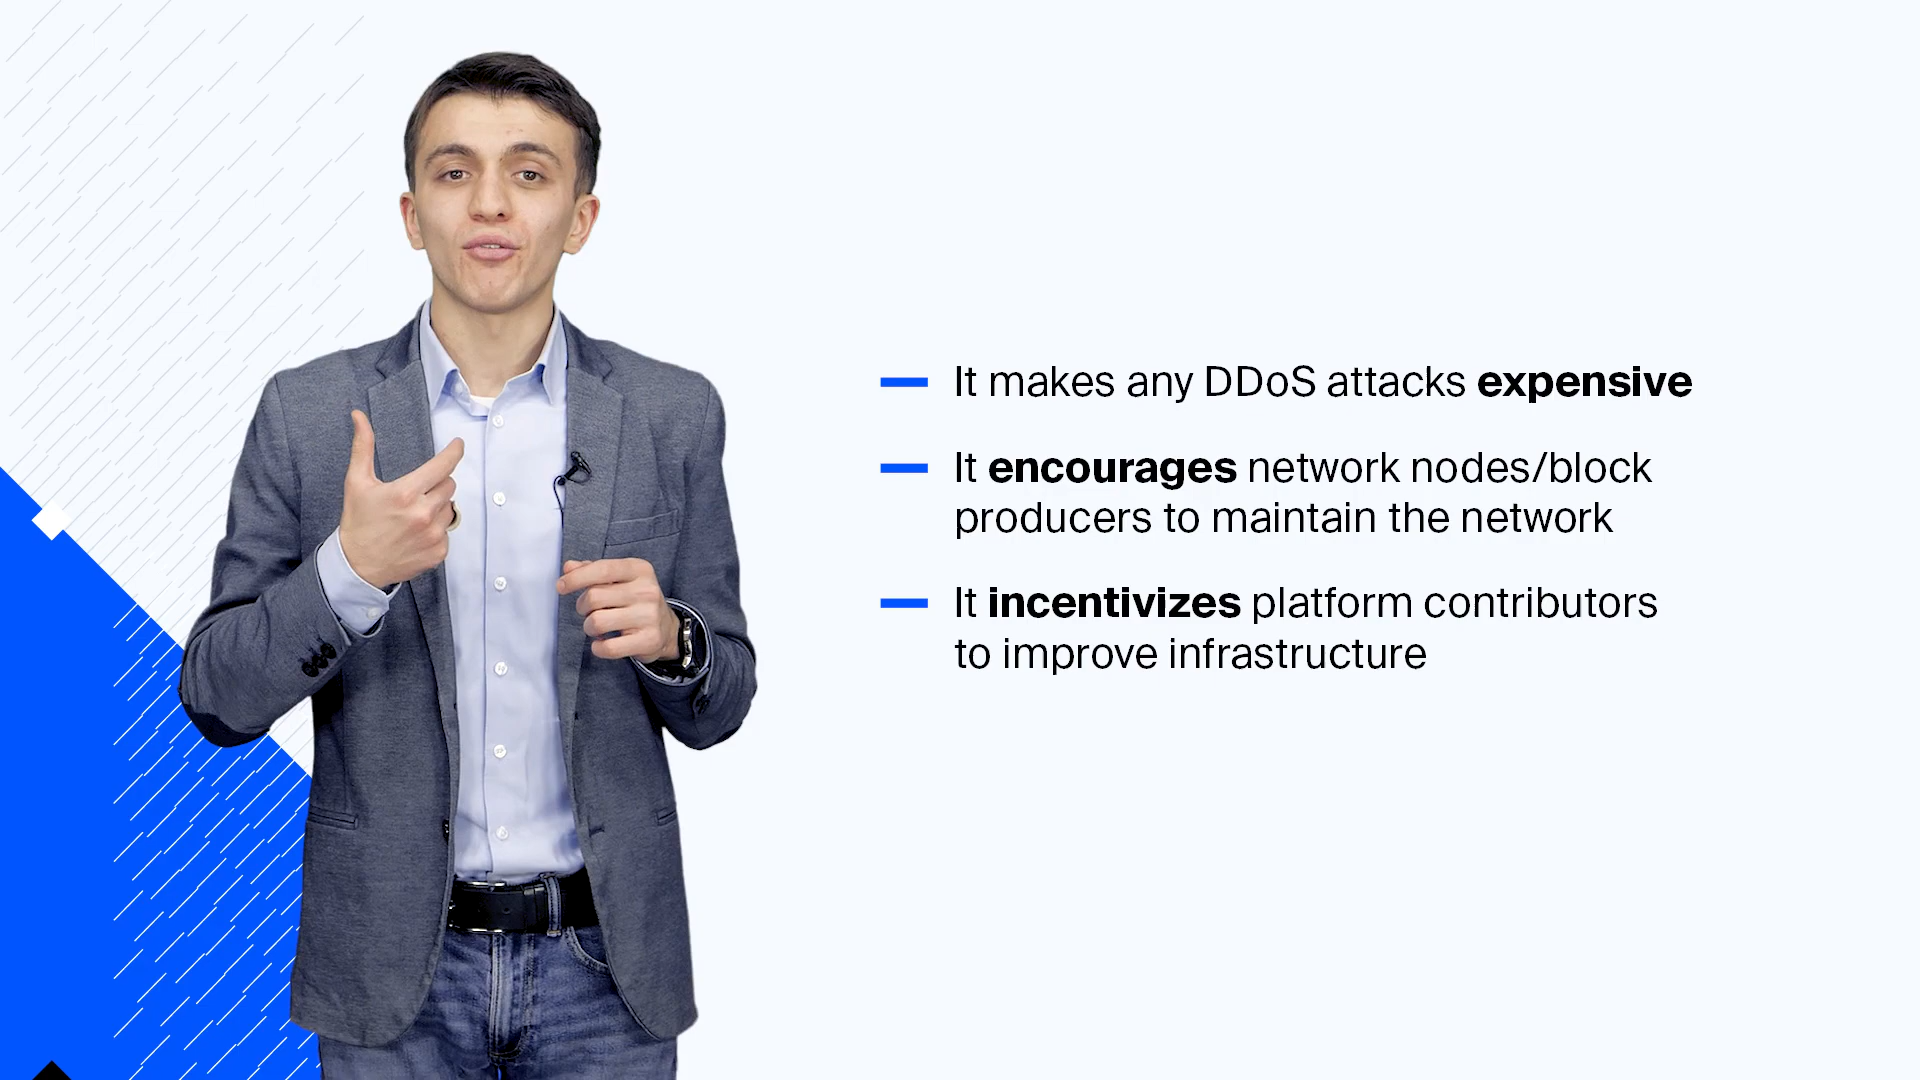 It makes any DDoS attacks expensive
It encourages network nodes/block
producers to maintain the network
It incentivizes platform contributors
to improve infrastructure